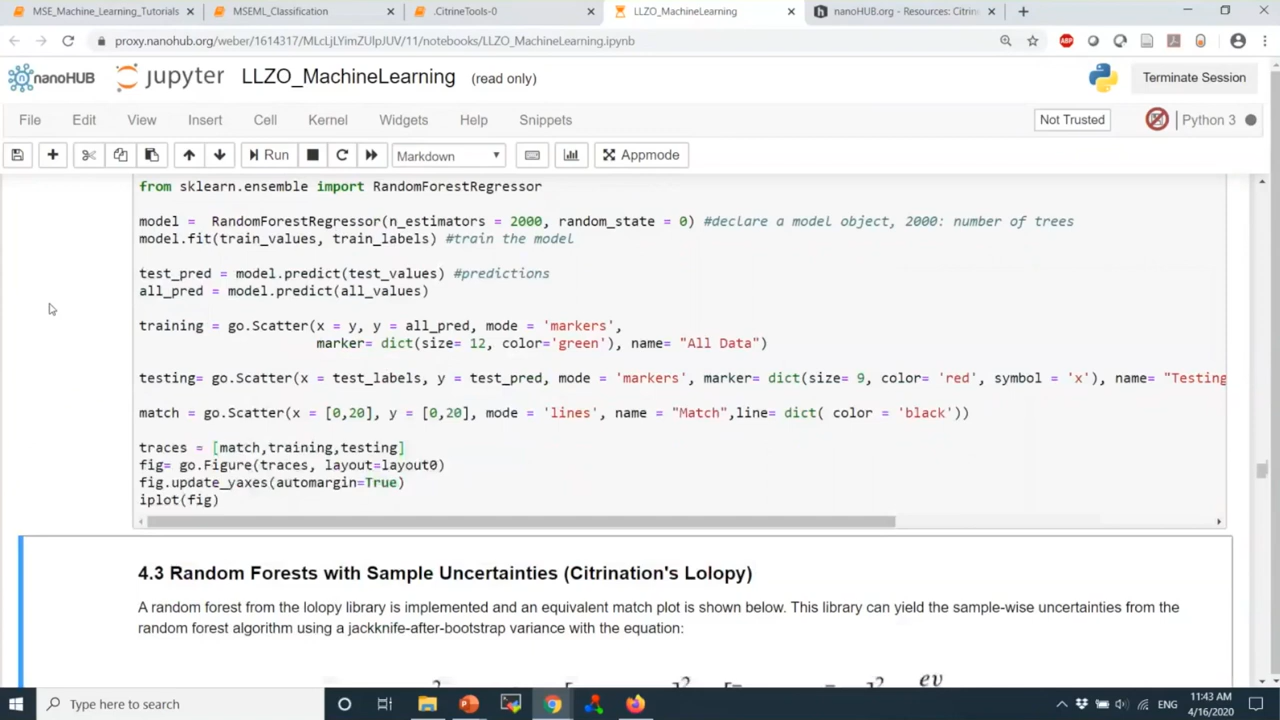 MSE_Machine_Learning_Tutorials
MSEML_Classification
.CitrineTools-0
LLZO_MachineLearning
nanoHUB.org - Resources: Citrin
proxy.nanohub.org/weber/1614317/MLcLjLYimZUlpJUV/11/notebooks/LLZO_MachineLearning.ipynb
ABP
nanoHUB
jupyter
LLZO_MachineLearning (read only)
Terminate Session
File Edit View Insert Cell Kernel Widgets Help Snippets
Not Trusted
Python 3
Run
Markdown
Appmode
from sklearn.ensemble import RandomForestRegressor
model = RandomForestRegressor(n_estimators = 2000, random_state = 0) #declare a model object, 2000: number of trees
model.fit(train_values, train_labels) #train the model
test_pred = model.predict(test_values) #predictions
all_pred = model.predict(all_values)
training = go.Scatter(x = y, y = all_pred, mode = 'markers',
marker= dict(size= 12, color='green'), name= "All Data")
testing= go.Scatter(x = test_labels, y = test_pred, mode = 'markers', marker= dict(size= 9, color= 'red', symbol = 'x'), name= "Testing
match = go.Scatter(x = [0,20], y = [0,20], mode = 'lines', name = "Match",line= dict( color = 'black'))
traces = [match,training,testing]
fig= go.Figure(traces, layout=layout0)
fig.update_yaxes(automargin=True)
iplot(fig)
4.3 Random Forests with Sample Uncertainties (Citrination's Lolopy)
A random forest from the lolopy library is implemented and an equivalent match plot is shown below. This library can yield the sample-wise uncertainties from the
random forest algorithm using a jackknife-after-bootstrap variance with the equation:
Type here to search
ENG
11:43 AM
4/16/2020